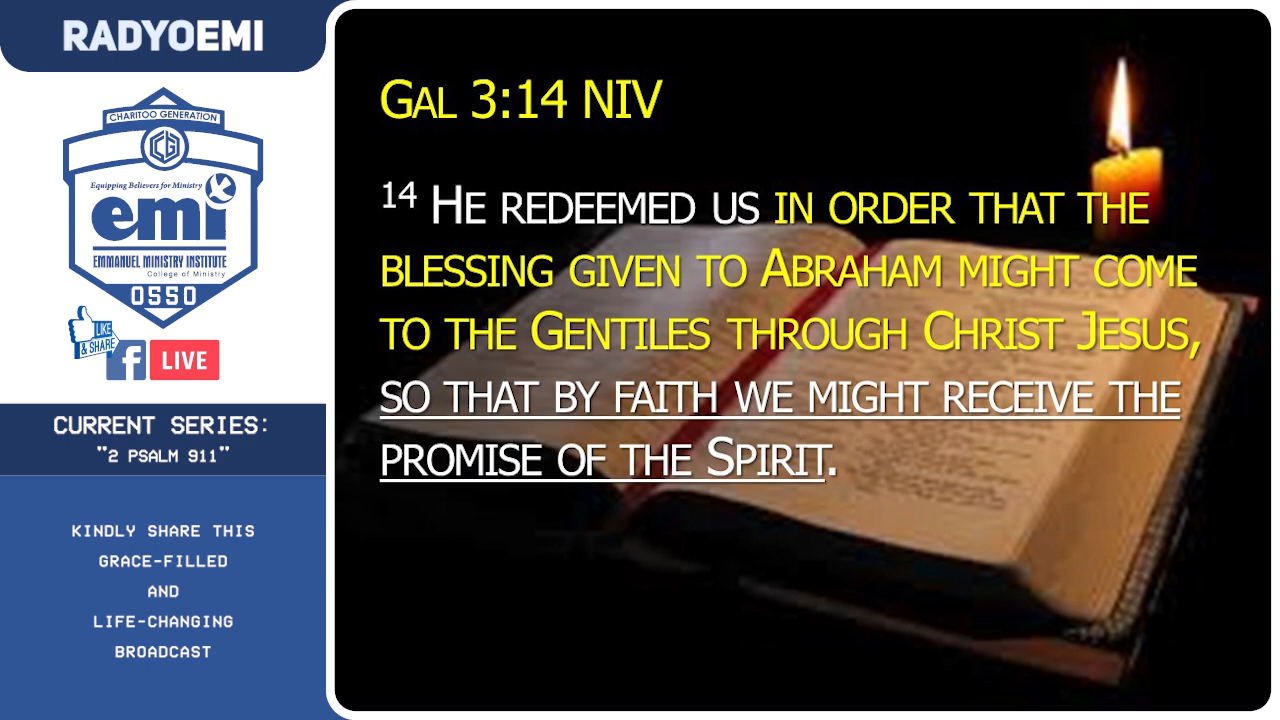 RADYOEMI
CHARITOO GENERATION
CG
Equipping Believers for Ministry
emi
EMMANUEL MINISTRY INSTITUTE
College of Ministry
0550
LIKE
& SHARE
f LIVE
CURRENT SERIES:
"2 PSALM 911"
KINDLY SHARE THIS
GRACE-FILLED
AND
LIFE-CHANGING
BROADCAST
GAL 3:14 NIV
14 HE REDEEMED US IN ORDER THAT THE
BLESSING GIVEN TO ABRAHAM MIGHT COME
TO THE GENTILES THROUGH CHRIST JESUS,
SO THAT BY FAITH WE MIGHT RECEIVE THE
PROMISE OF THE SPIRIT.